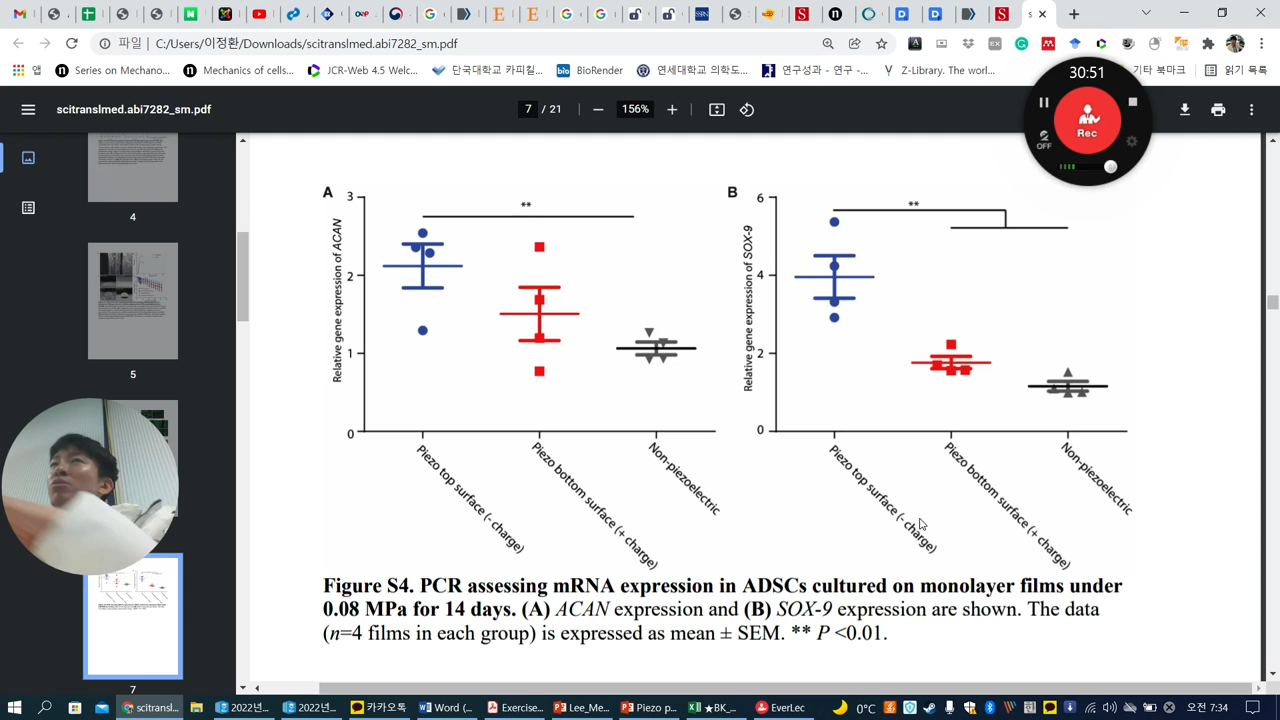 파일 | C:/Users/이정환/Downloads/scitranslmed.abi7282_sm.pdf
앱 Series on Mechano... Mechanics of cells... JCR-Web 4.5 Welc... 단국대학교 카피킬... BioRender 연세대학교 의학도... 연구성과 - 연구 -... Z-Library. The worl... 기타 북마크 읽기 목록
30:51
Rec
OFF
scitranslmed.abi7282_sm.pdf 7 / 21 156%
4
5
7
A
Relative gene expression of ACAN
3
2
1
0
**
Piezo top surface (- charge)
Piezo bottom surface (+ charge)
Non-piezoelectric
B
Relative gene expression of SOX-9
6
4
2
0
**
Piezo top surface (- charge)
Piezo bottom surface (+ charge)
Non-piezoelectric
Figure S4. PCR assessing mRNA expression in ADSCs cultured on monolayer films under
0.08 MPa for 14 days. (A) ACAN expression and (B) SOX-9 expression are shown. The data
(n=4 films in each group) is expressed as mean ± SEM. ** P <0.01.
scitransl... 2022년... 2022년... 카카오톡 Word (... Exercise... Lee_Me... Piezo p... ★BK_... EverLec 0°C 오전 7:34